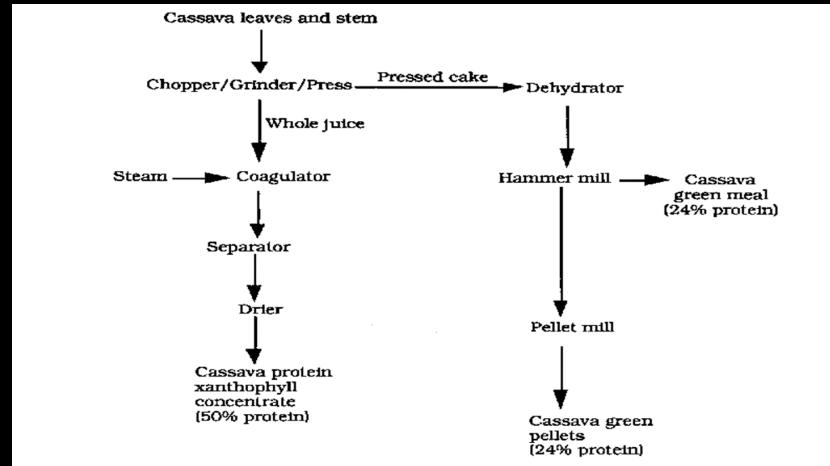 Cassava leaves and stem
Chopper/Grinder/Press
Pressed cake
Dehydrator
Whole juice
Steam
Coagulator
Hammer mill
Cassava
green meal
(24% protein)
Separator
Drier
Pellet mill
Cassava protein
xanthophyll
concentrate
(50% protein)
Cassava green
pellets
(24% protein)